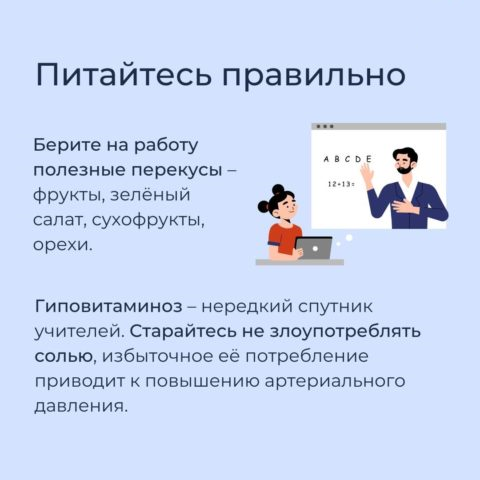 Питайтесь правильно
Берите на работу
полезные перекусы –
фрукты, зелёный
салат, сухофрукты,
орехи.
A B C D E
12+13=
Гиповитаминоз – нередкий спутник
учителей. Старайтесь не злоупотреблять
солью, избыточное её потребление
приводит к повышению артериального
давления.